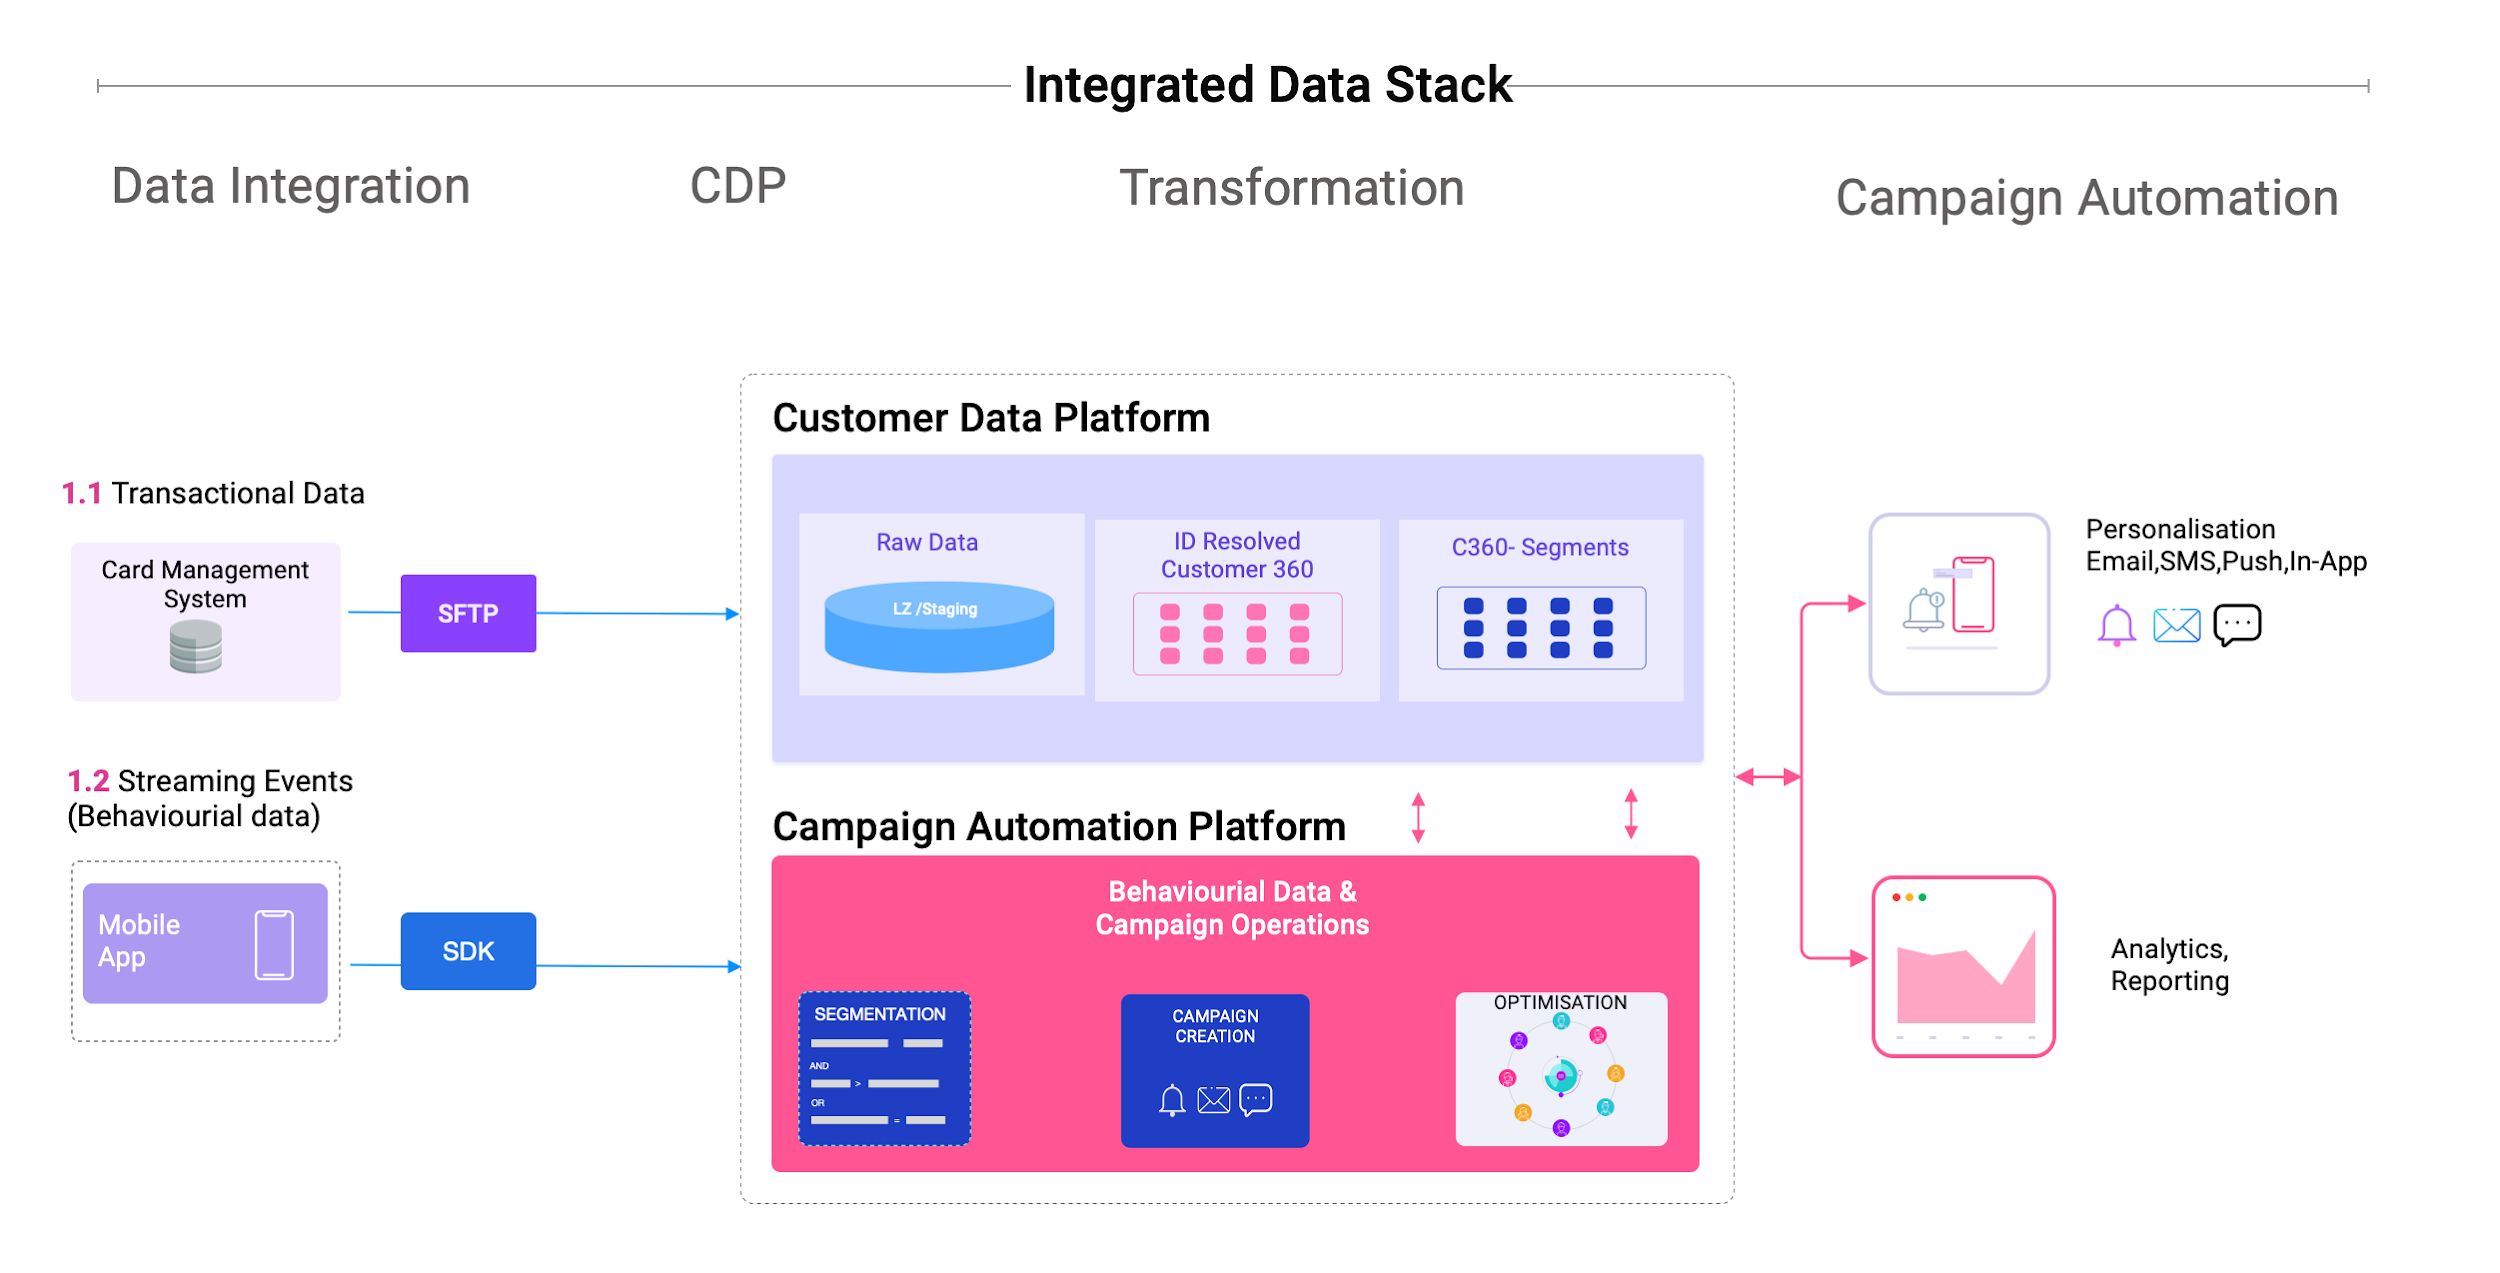 Integrated Data Stack
Data Integration
CDP
Transformation
Campaign Automation
1.1 Transactional Data
Card Management
System
SFTP
1.2 Streaming Events
(Behaviourial data)
Mobile
App
SDK
Customer Data Platform
Raw Data
LZ /Staging
ID Resolved
Customer 360
C360- Segments
Campaign Automation Platform
Behaviourial Data &
Campaign Operations
SEGMENTATION
AND
>
OR
=
CAMPAIGN
CREATION
OPTIMISATION
Personalisation
Email,SMS,Push,In-App
Analytics,
Reporting